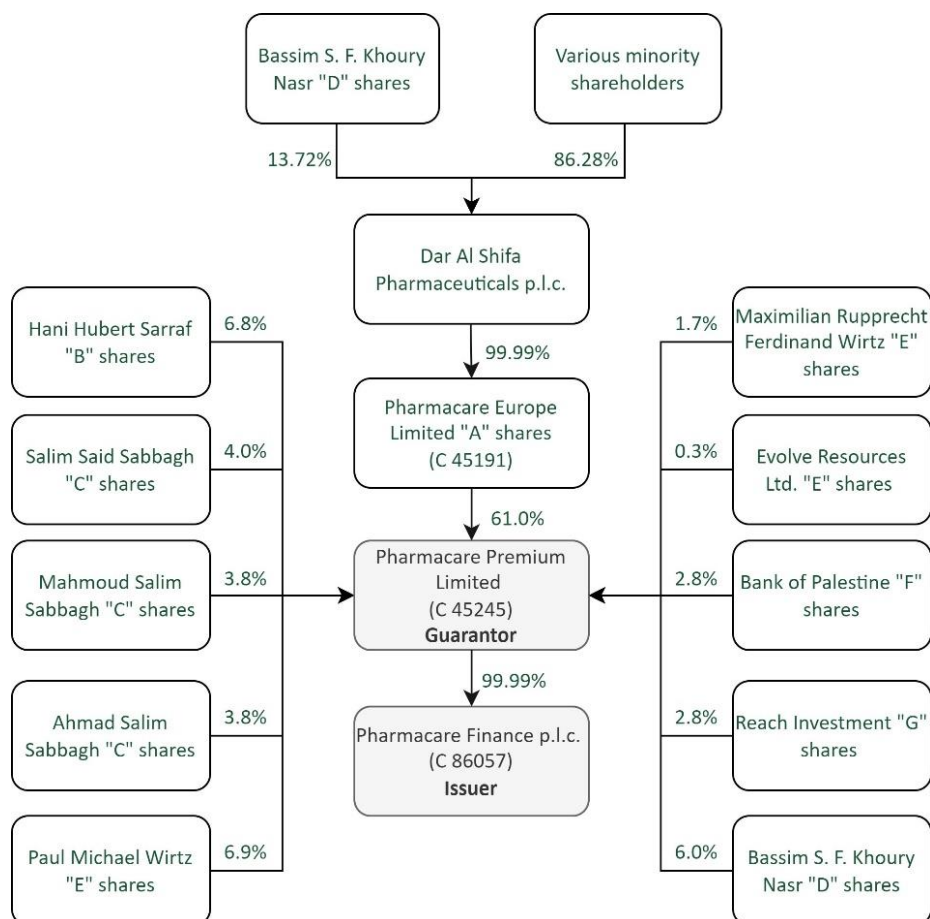 Bassim S. F. Khoury
Nasr "D" shares
Various minority
shareholders
13.72%
86.28%
Dar Al Shifa
Pharmaceuticals p.l.c.
99.99%
Pharmacare Europe
Limited "A" shares
(C 45191)
61.0%
Pharmacare Premium
Limited
(C 45245)
Guarantor
99.99%
Pharmacare Finance p.l.c.
(C 86057)
Issuer
Hani Hubert Sarraf
"B" shares
6.8%
Salim Said Sabbagh
"C" shares
4.0%
Mahmoud Salim
Sabbagh "C" shares
3.8%
Ahmad Salim
Sabbagh "C" shares
3.8%
Paul Michael Wirtz
"E" shares
6.9%
1.7%
Maximilian Rupprecht
Ferdinand Wirtz "E"
shares
0.3%
Evolve Resources
Ltd. "E" shares
2.8%
Bank of Palestine "F"
shares
2.8%
Reach Investment "G"
shares
6.0%
Bassim S. F. Khoury
Nasr "D" shares